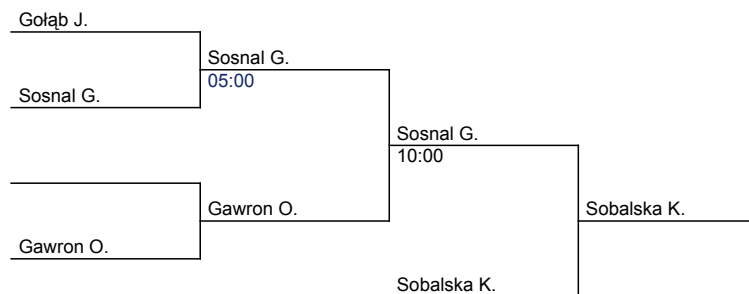 Gołąb J.
Sosnal G.
05:00
Sosnal G.
Sosnal G.
10:00
Gawron O.
Sobalska K.
Gawron O.
Sobalska K.